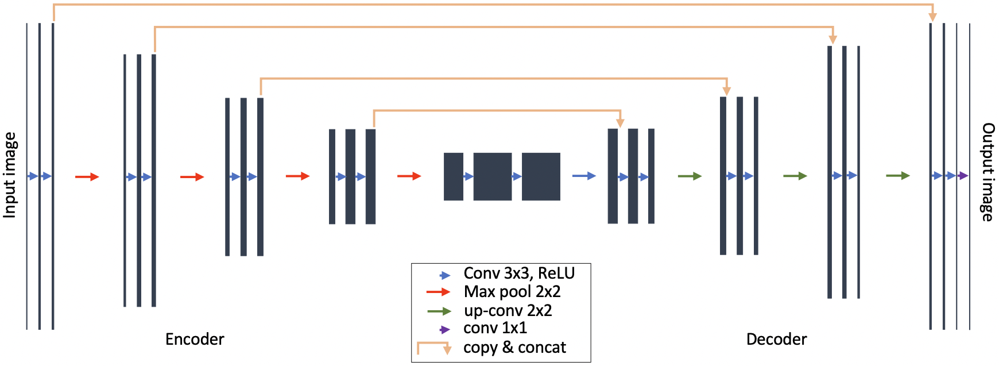 Input image
Output image
Conv 3x3, ReLU
Max pool 2x2
up-conv 2x2
conv 1x1
copy & concat
Encoder
Decoder